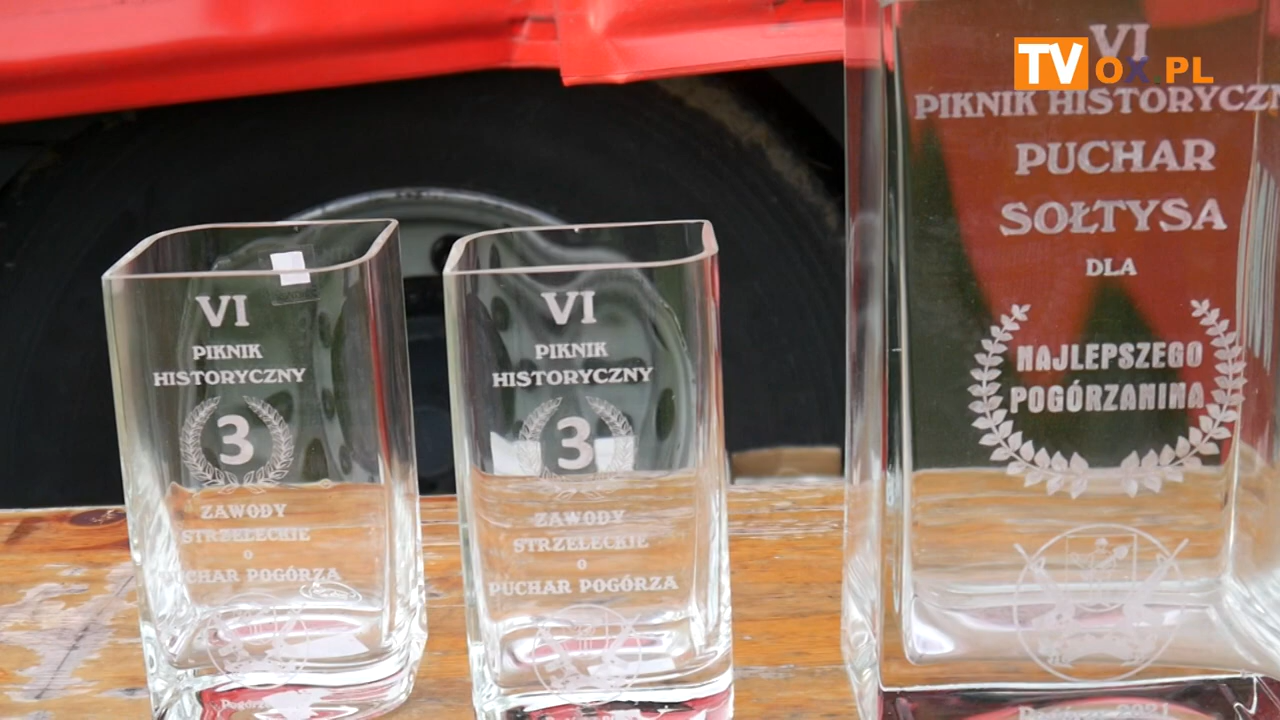 TVOX PL
VI
PIKNIK
HISTORYCZNY
3
ZAWODY
STRZELECKIE
O
PUCHAR POGÓRZA
VI
PIKNIK
HISTORYCZNY
3
ZAWODY
STRZELECKIE
O
PUCHAR POGÓRZA
VI
PIKNIK HISTORYCZN
PUCHAR
SOŁTYSA
DLA
NAJLEPSZEGO
POGÓRZANINA